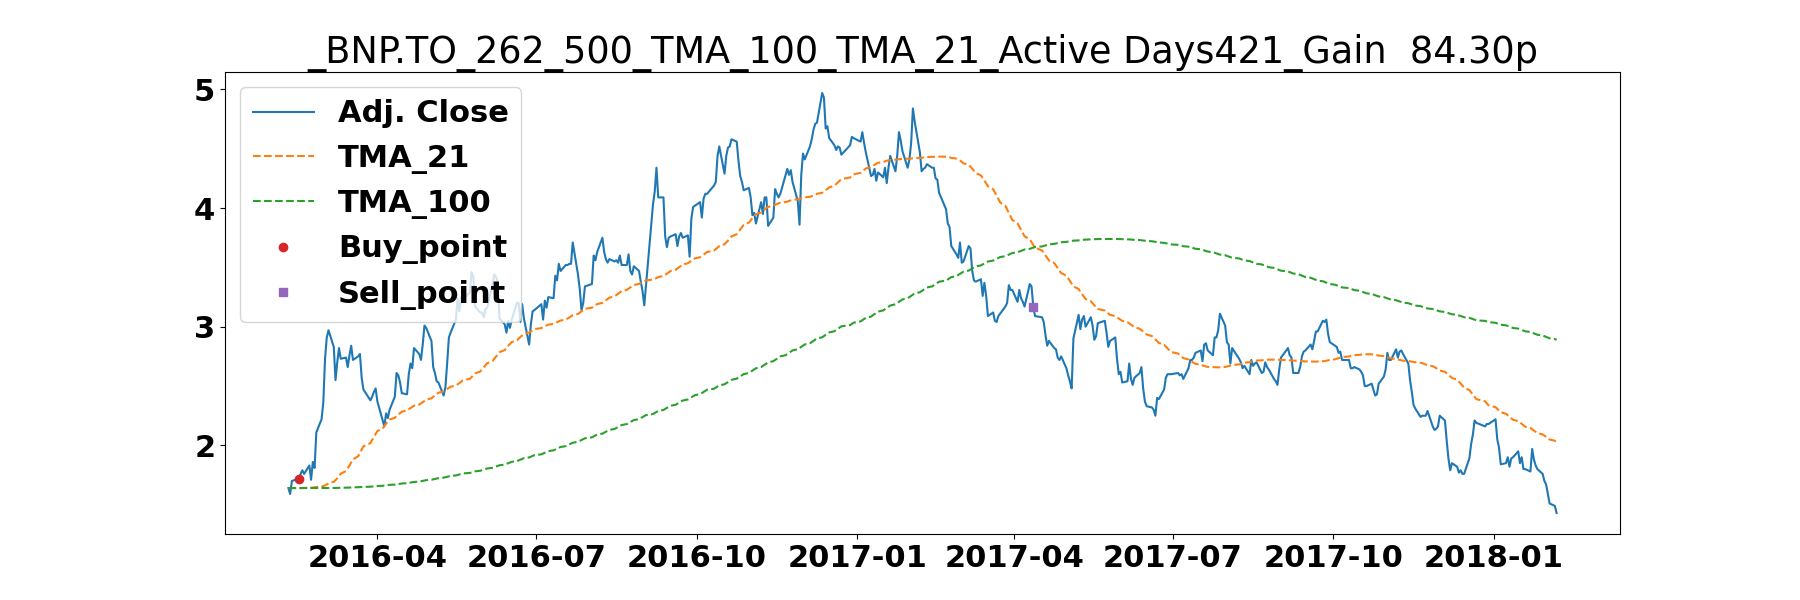 _BNP.TO_262_500_TMA_100_TMA_21_Active Days421_Gain  84.30p
5
4
3
2
Adj. Close
TMA_21
TMA_100
Buy_point
Sell_point
2016-04 2016-07 2016-10 2017-01 2017-04 2017-07 2017-10 2018-01